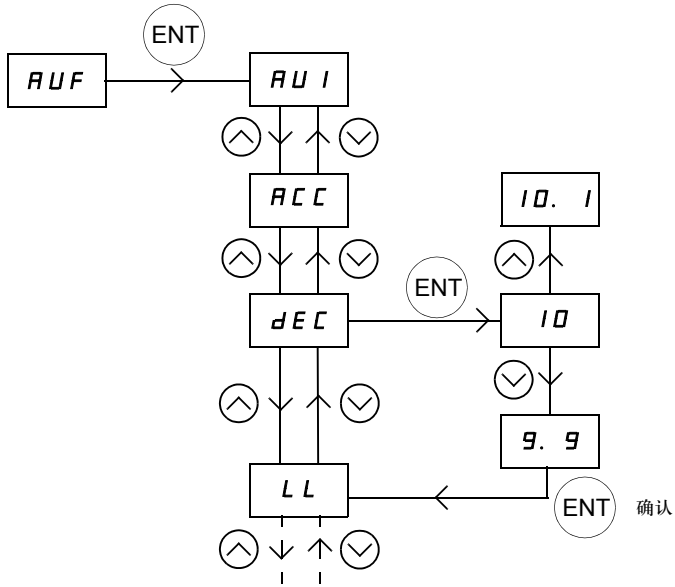 ENT
AUF
AU1
ACC
10. 1
ENT
dEC
10
9. 9
LL
ENT 确认